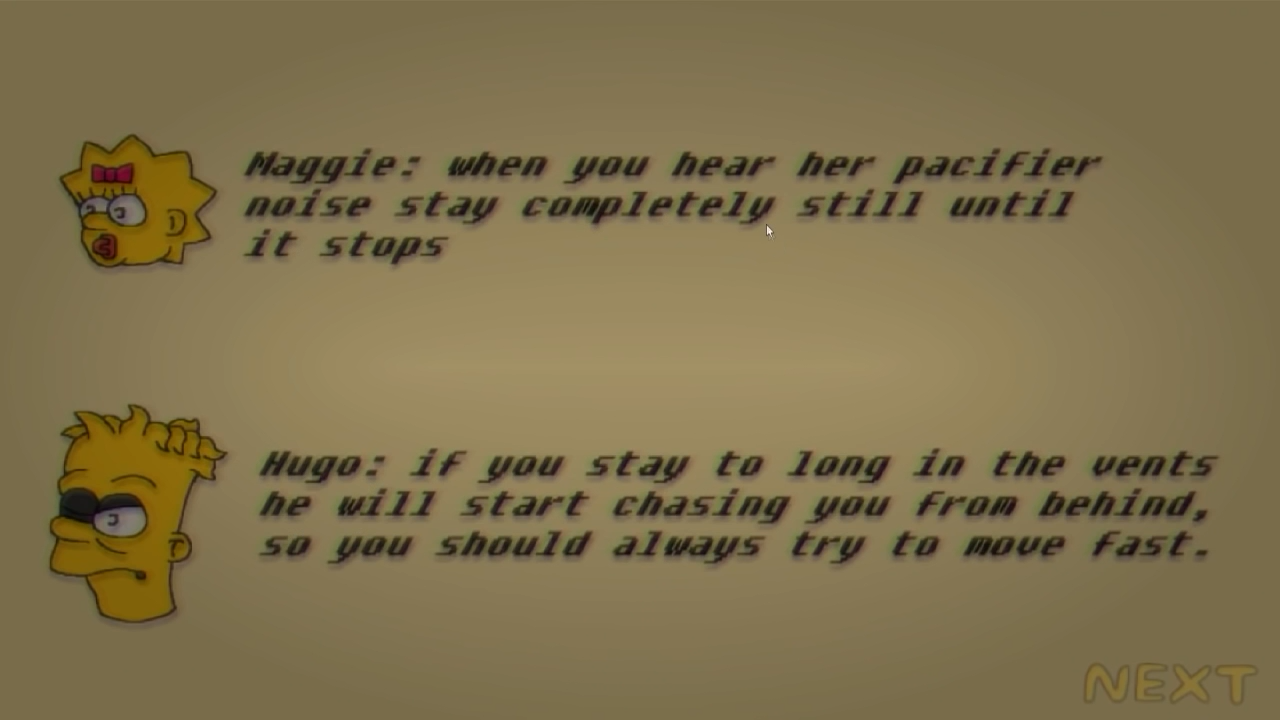 Maggie: when you hear her pacifier
noise stay completely still until
it stops
Hugo: if you stay to long in the vents
he will start chasing you from behind,
so you should always try to move fast.
NEXT